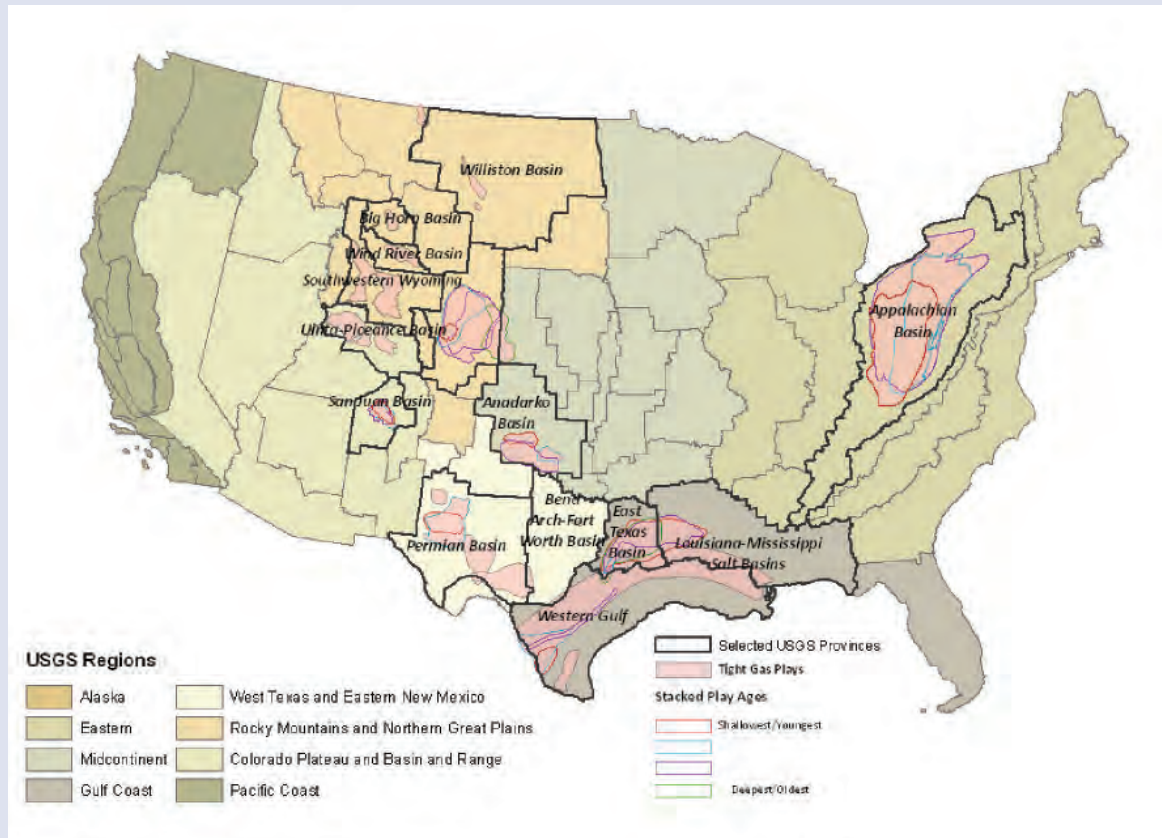 Williston Basin
Big Horn Basin
Wind River Basin
Southwestern Wyoming
Uinta-Piceance Basin
Appalachian
Basin
San Juan Basin
Anadarko
Basin
Bend
Arch-Fort
Worth Basin
East
Texas
Basin
Permian Basin
Louisiana-Mississippi
Salt Basins
Western Gulf
USGS Regions
Alaska
Eastern
Midcontinent
Gulf Coast
West Texas and Eastern New Mexico
Rocky Mountains and Northern Great Plains
Colorado Plateau and Basin and Range
Pacific Coast
Selected USGS Provinces
Tight Gas Plays
Stacked Play Ages
Shallowest/Youngest
Deepest/Oldest